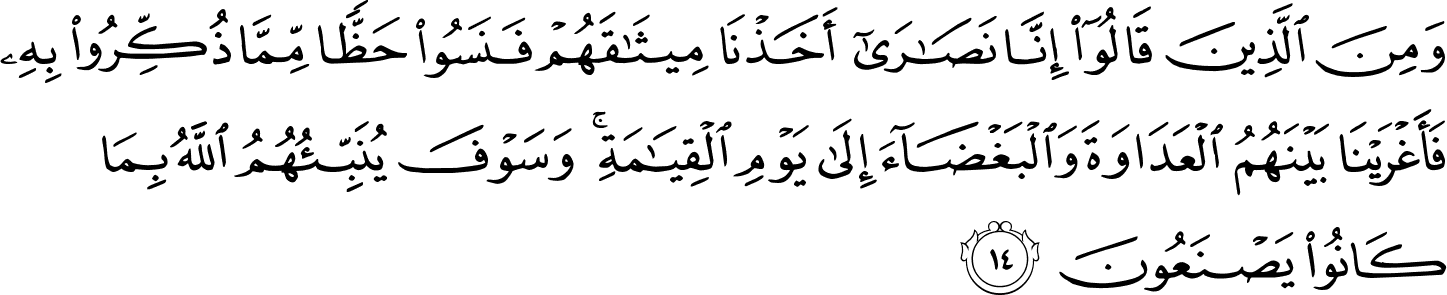 وَمِنَ ٱلَّذِينَ قَالُوٓا۟ إِنَّا نَصَـٰرَىٰٓ أَخَذْنَا مِيثَـٰقَهُمْ فَنَسُوا۟ حَظًّا مِّمَّا ذُكِّرُوا۟ بِهِۦ
فَأَغْرَيْنَا بَيْنَهُمُ ٱلْعَدَاوَةَ وَٱلْبَغْضَآءَ إِلَىٰ يَوْمِ ٱلْقِيَـٰمَةِ ۚ وَسَوْفَ يُنَبِّئُهُمُ ٱللَّهُ بِمَا
كَانُوا۟ يَصْنَعُونَ ١٤